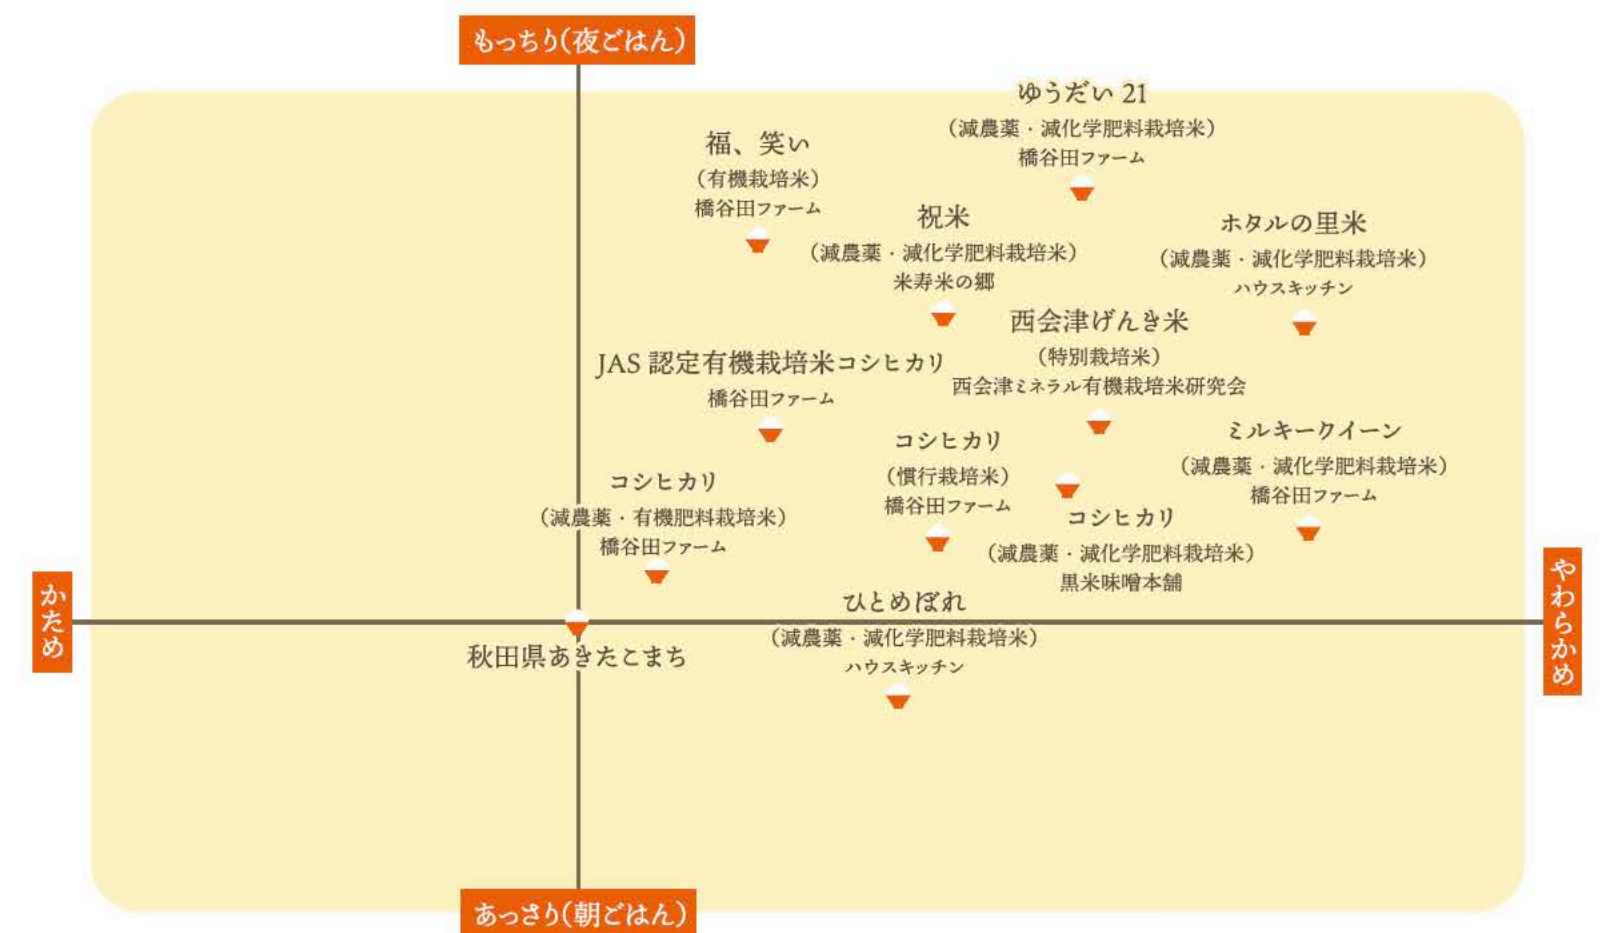 もっちり(夜ごはん)
ゆうだい 21
(減農薬・減化学肥料栽培米)
橋谷田ファーム
福、笑い
(有機栽培米)
橋谷田ファーム
祝米
(減農薬・減化学肥料栽培米)
米寿米の郷
ホタルの里米
(減農薬・減化学肥料栽培米)
ハウスキッチン
西会津げんき米
(特別栽培米)
西会津ミネラル有機栽培米研究会
JAS 認定有機栽培米コシヒカリ
橋谷田ファーム
コシヒカリ
(慣行栽培米)
橋谷田ファーム
ミルキークイーン
(減農薬・減化学肥料栽培米)
橋谷田ファーム
コシヒカリ
(減農薬・有機肥料栽培米)
橋谷田ファーム
コシヒカリ
(減農薬・減化学肥料栽培米)
黒米味噌本舗
かため
やわらかめ
秋田県あきたこまち
ひとめぼれ
(減農薬・減化学肥料栽培米)
ハウスキッチン
あっさり(朝ごはん)